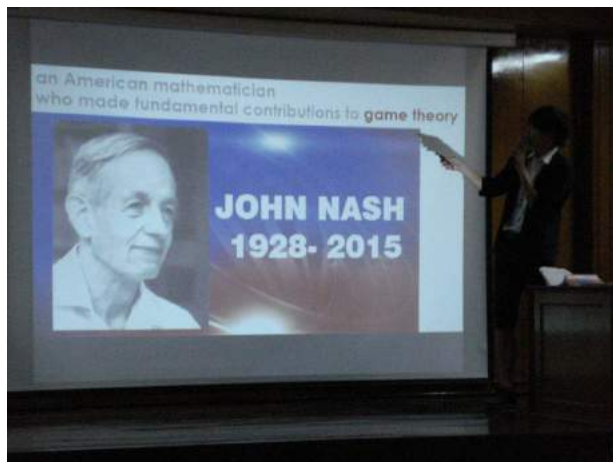 an American mathematician
who made fundamental contributions to game theory
JOHN NASH
1928- 2015